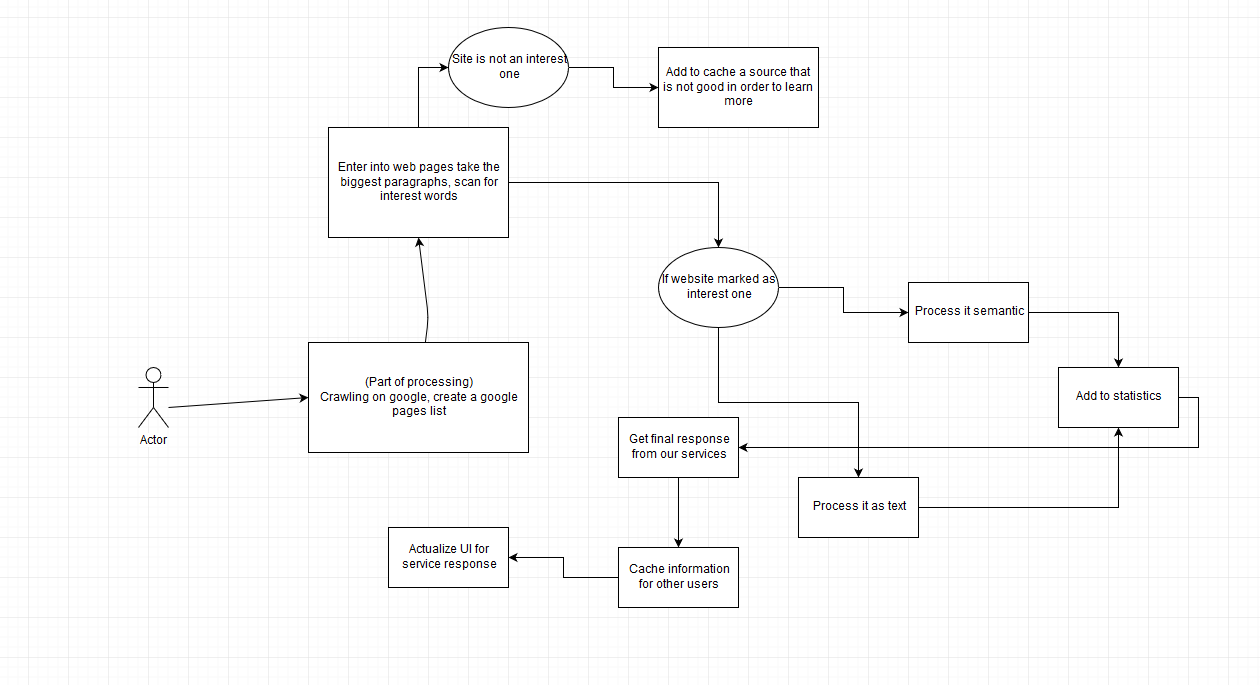 Site is not an interest
one
Add to cache a source that
is not good in order to learn
more
Enter into web pages take the
biggest paragraphs, scan for
interest words
If website marked as
interest one
Process it semantic
(Part of processing)
Crawling on google, create a google
pages list
Actor
Add to statistics
Get final response
from our services
Process it as text
Actualize UI for
service response
Cache information
for other users